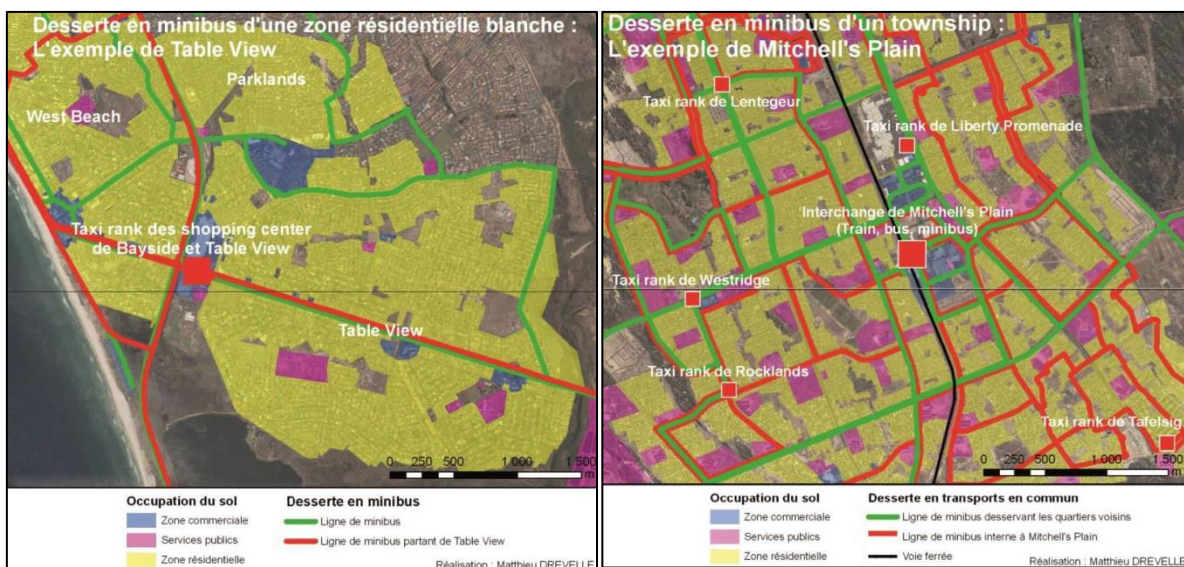 Desserte en minibus d'une zone résidentielle blanche :
L'exemple de Table View
Parklands
West Beach
Taxi rank des shopping center
de Bayside et Table View
Table View
0 250 500 1 000 1 500
m
Occupation du sol
Zone commerciale
Services publics
Zone résidentielle
Desserte en minibus
Ligne de minibus
Ligne de minibus partant de Table View
Réalisation : Matthieu DREVELLE
Desserte en minibus d'un township :
L'exemple de Mitchell's Plain
Taxi rank de Lentegeur
Taxi rank de Liberty Promenade
Interchange de Mitchell's Plain
(Train, bus, minibus)
Taxi rank de Westridge
Taxi rank de Rocklands
Taxi rank de Tafelsig
0 250 500 1 000 1 500
m
Occupation du sol
Zone commerciale
Services publics
Zone résidentielle
Desserte en transports en commun
Ligne de minibus desservant les quartiers voisins
Ligne de minibus interne à Mitchell's Plain
Voie ferrée
Réalisation : Matthieu DREVELLE